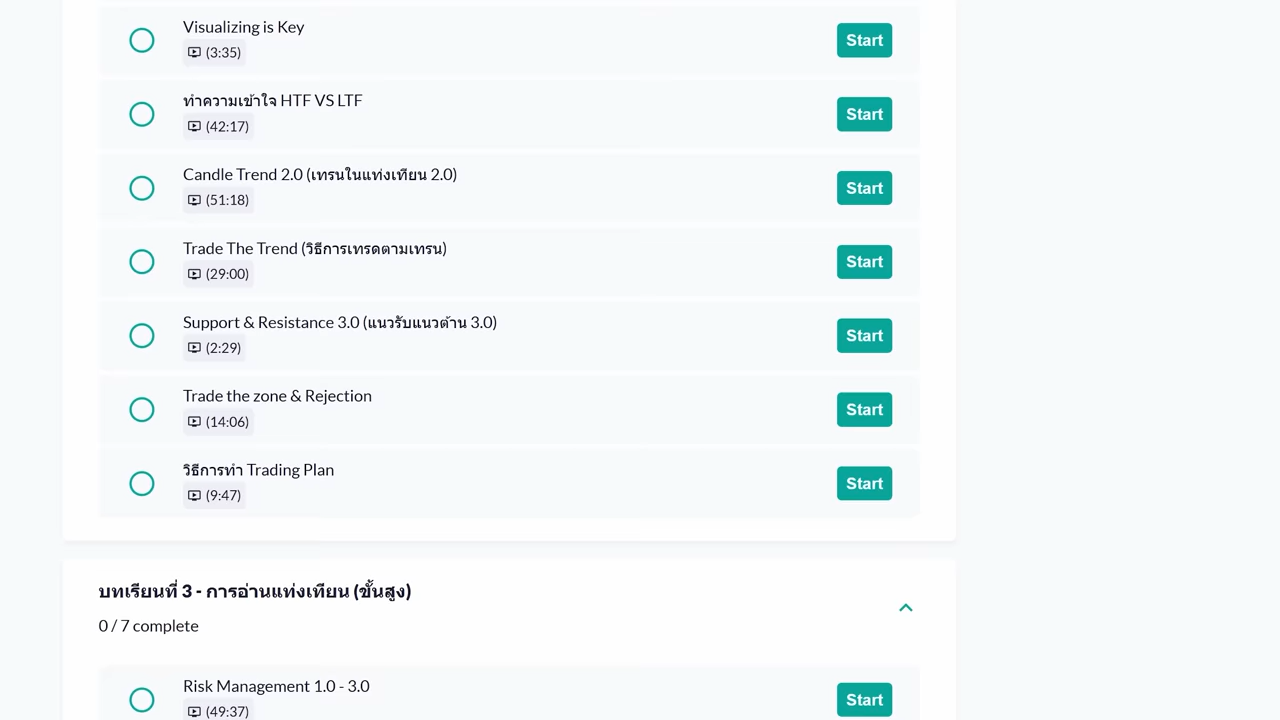 Visualizing is Key
(3:35)
Start
ทำความเข้าใจ HTF VS LTF
(42:17)
Start
Candle Trend 2.0 (เทรนในแท่งเทียน 2.0)
(51:18)
Start
Trade The Trend (วิธีการเทรดตามเทรน)
(29:00)
Start
Support & Resistance 3.0 (แนวรับแนวต้าน 3.0)
(2:29)
Start
Trade the zone & Rejection
(14:06)
Start
วิธีการทำ Trading Plan
(9:47)
Start
บทเรียนที่ 3 - การอ่านแท่งเทียน (ขั้นสูง)
0 / 7 complete
Risk Management 1.0 - 3.0
(49:37)
Start